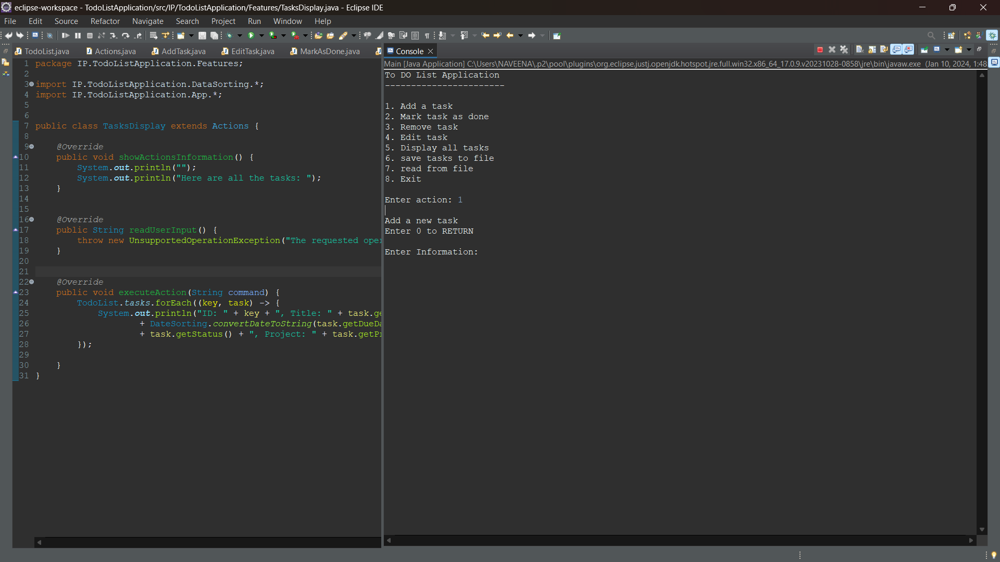 eclipse-workspace - TodoListApplication/src/IP/TodoListApplication/Features/TasksDisplay.java - Eclipse IDE
File Edit Source Refactor Navigate Search Project Run Window Help
TodoList.java Actions.java AddTask.java EditTask.java MarkAsDone.java
1 package IP.TodoListApplication.Features;
2
3 import IP.TodoListApplication.DataSorting.*;
4 import IP.TodoListApplication.App.*;
5
6
7 public class TasksDisplay extends Actions {
8
9 @Override
10 public void showActionsInformation() {
11 System.out.println("");
12 System.out.println("Here are all the tasks: ");
13 }
14
15
16 @Override
17 public String readUserInput() {
18 throw new UnsupportedOperationException("The requested oper
19 }
20
21
22 @Override
23 public void executeAction(String command) {
24 TodoList.tasks.forEach((key, task) -> {
25 System.out.println("ID: " + key + ", Title: " + task.ge
26 + DateSorting.convertDateToString(task.getDueDa
27 + task.getStatus() + ", Project: " + task.getPr
28 });
29
30 }
31 }
Console
Main [Java Application] C:\Users\NAVEENA\.p2\pool\plugins\org.eclipse.justj.openjdk.hotspot.jre.full.win32.x86_64_17.0.9.v20231028-0858\jre\bin\javaw.exe (Jan 10, 2024, 1:48
To DO List Application
-----------------------
1. Add a task
2. Mark task as done
3. Remove task
4. Edit task
5. Display all tasks
6. save tasks to file
7. read from file
8. Exit
Enter action: 1
Add a new task
Enter 0 to RETURN
Enter Information: